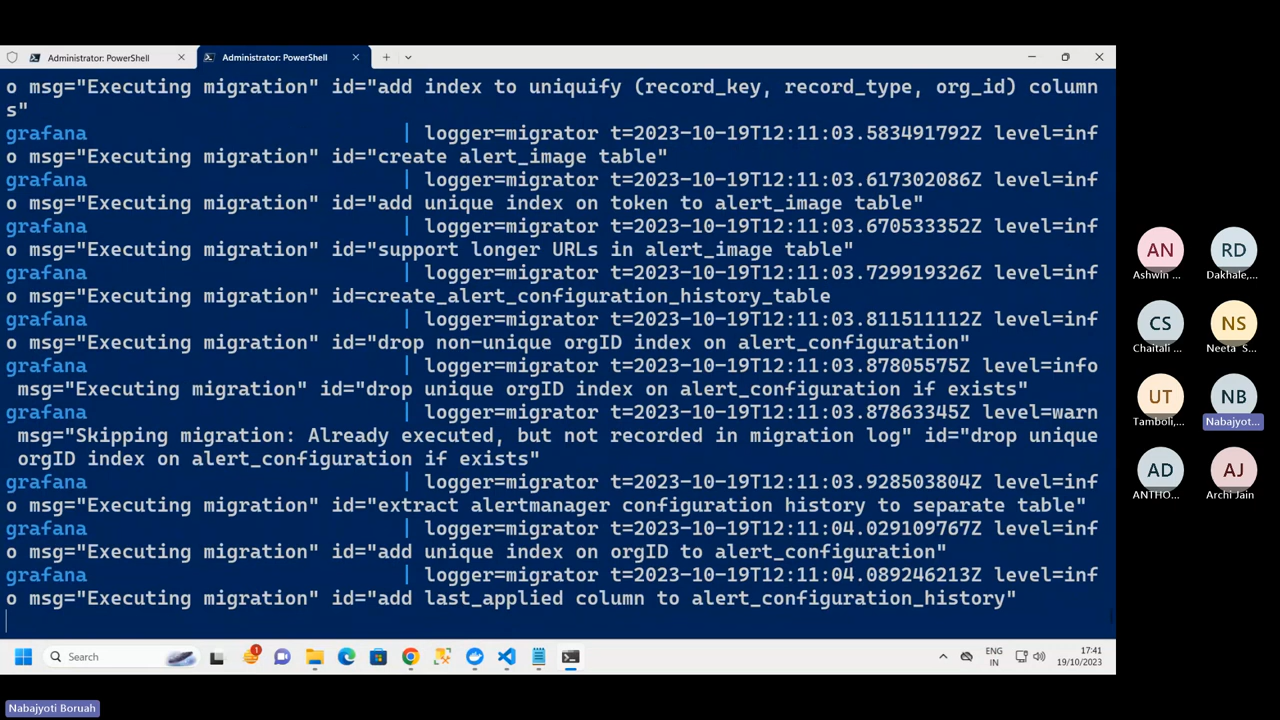 Administrator: PowerShell
Administrator: PowerShell
o msg="Executing migration" id="add index to uniquify (record_key, record_type, org_id) column
s"
grafana | logger=migrator t=2023-10-19T12:11:03.583491792Z level=inf
o msg="Executing migration" id="create alert_image table"
grafana | logger=migrator t=2023-10-19T12:11:03.617302086Z level=inf
o msg="Executing migration" id="add unique index on token to alert_image table"
grafana | logger=migrator t=2023-10-19T12:11:03.670533352Z level=inf
o msg="Executing migration" id="support longer URLs in alert_image table"
grafana | logger=migrator t=2023-10-19T12:11:03.729919326Z level=inf
o msg="Executing migration" id=create_alert_configuration_history_table
grafana | logger=migrator t=2023-10-19T12:11:03.811511112Z level=inf
o msg="Executing migration" id="drop non-unique orgID index on alert_configuration"
grafana | logger=migrator t=2023-10-19T12:11:03.87805575Z level=info
msg="Executing migration" id="drop unique orgID index on alert_configuration if exists"
grafana | logger=migrator t=2023-10-19T12:11:03.87863345Z level=warn
msg="Skipping migration: Already executed, but not recorded in migration log" id="drop unique
orgID index on alert_configuration if exists"
grafana | logger=migrator t=2023-10-19T12:11:03.928503804Z level=inf
o msg="Executing migration" id="extract alertmanager configuration history to separate table"
grafana | logger=migrator t=2023-10-19T12:11:04.029109767Z level=inf
o msg="Executing migration" id="add unique index on orgID to alert_configuration"
grafana | logger=migrator t=2023-10-19T12:11:04.089246213Z level=inf
o msg="Executing migration" id="add last_applied column to alert_configuration_history"
AN RD
Ashwin ... Dakhale,...
CS NS
Chaitali ... Neeta S...
UT NB
Tamboli,... Nabajyot...
AD AJ
ANTHO... Archi Jain
Search
1
ENG
IN
17:41
19/10/2023
Nabajyoti Boruah